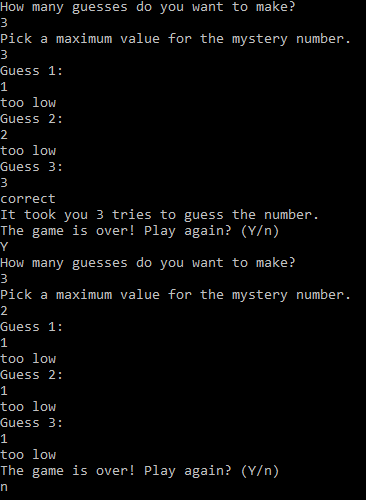 How many guesses do you want to make?
3
Pick a maximum value for the mystery number.
3
Guess 1:
1
too low
Guess 2:
2
too low
Guess 3:
3
correct
It took you 3 tries to guess the number.
The game is over! Play again? (Y/n)
Y
How many guesses do you want to make?
3
Pick a maximum value for the mystery number.
2
Guess 1:
1
too low
Guess 2:
1
too low
Guess 3:
1
too low
The game is over! Play again? (Y/n)
n